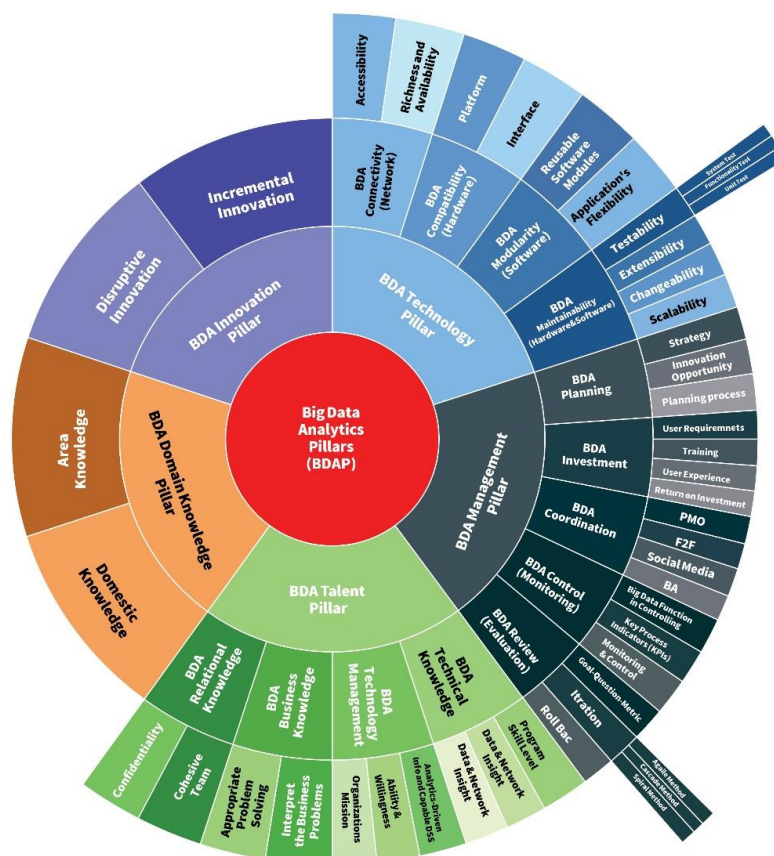 Big Data
Analytics
Pillars
(BDAP)
BDA Technology
Pillar
BDA Connectivity
(Network)
Accessibility
Richness and
Availability
BDA
Compatibility
(Hardware)
Platform
Interface
BDA
Modularity
(Software)
Reusable
Software
Modules
Application's
Flexibility
BDA
Maintainability
(Hardware&Software)
Testability
System Test
Functionality Test
Unit Test
Extensibility
Changeability
Scalability
BDA Management
Pillar
BDA
Planning
Strategy
Innovation
Opportunity
Planning process
BDA
Investment
User Requiremnets
Training
User Experience
Return on Investment
BDA
Coordination
PMO
F2F
Social Media
BA
BDA Control
(Monitoring)
Big Data Function
in Controlling
Key Process
Indicators (KPIs)
Monitoring
& Control
BDA Review
(Evaluation)
Goal-Question-Metric
Itration
Agaile Method
Cascade Method
Spiral Method
Roll Bac
BDA Talent
Pillar
BDA
Technical
Knowledge
Program
Skill Level
Data & Network
Insight
Data & Network
Insight
BDA
Technology
Management
Analytics-Driven
Info and Capable DSS
Ability &
Willingness
Organizations
Mission
BDA
Business
Knowledge
Interpret
the Business
Problems
Appropriate
Problem
Solving
BDA
Relational
Knowledge
Cohesive
Team
Confidentiality
BDA Domain Knowledge
Pillar
Domestic
Knowledge
Area
Knowledge
BDA Innovation
Pillar
Disruptive
Innovation
Incremental
Innovation